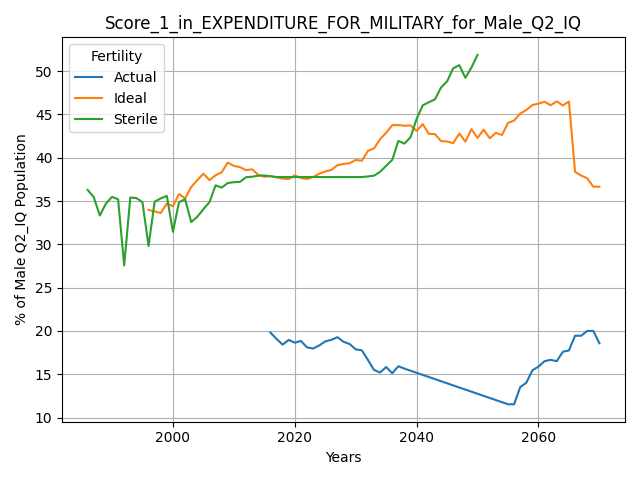 Score_1_in_EXPENDITURE_FOR_MILITARY_for_Male_Q2_IQ
Fertility
Actual
Ideal
Sterile
% of Male Q2_IQ Population
50
45
40
35
30
25
20
15
10
2000
2020
2040
2060
Years